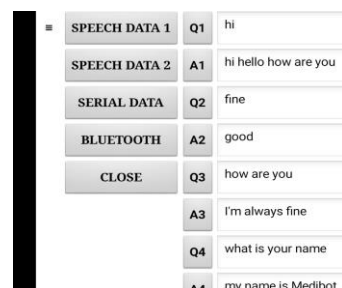 SPEECH DATA 1 Q1 hi
SPEECH DATA 2 A1 hi hello how are you
SERIAL DATA Q2 fine
BLUETOOTH A2 good
CLOSE Q3 how are you
A3 I'm always fine
Q4 what is your name
A4 my name is Medibot